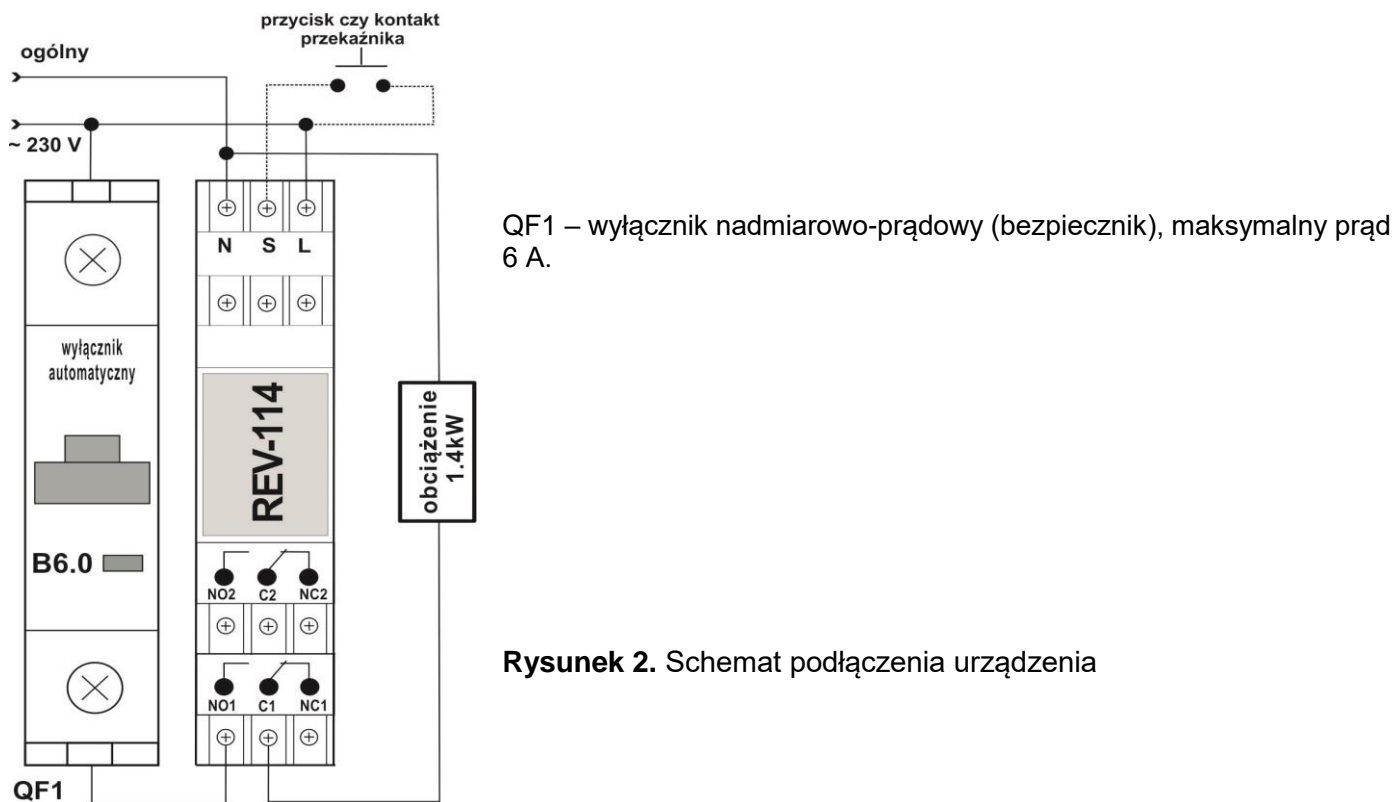 przycisk czy kontakt
przekaźnika
ogólny
~ 230 V
N S L
wyłącznik
automatyczny
REV-114
obciążenie
1.4kW
B6.0
NO2 C2 NC2
NO1 C1 NC1
QF1
QF1 – wyłącznik nadmiarowo-prądowy (bezpiecznik), maksymalny prąd
6 A.
Rysunek 2. Schemat podłączenia urządzenia